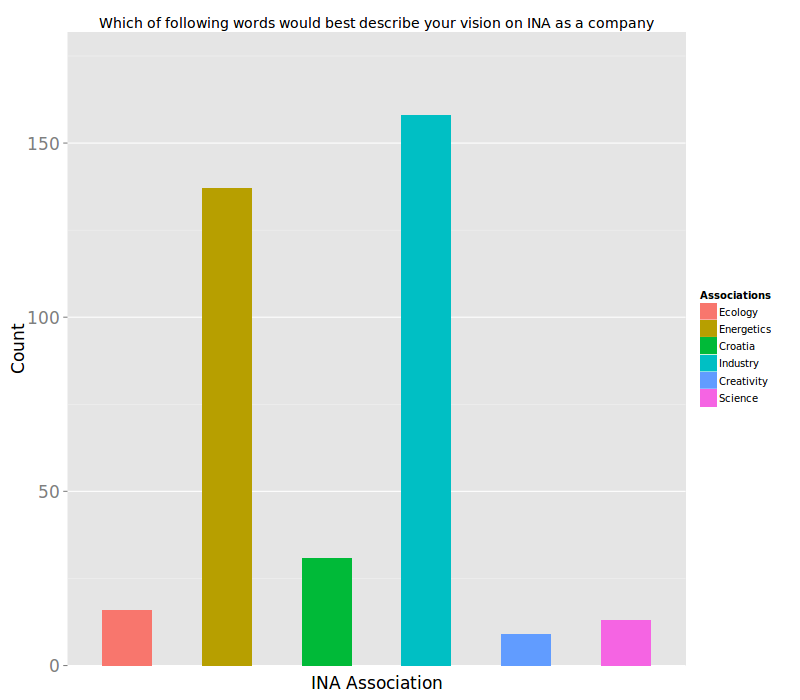 Which of following words would best describe your vision on INA as a company
150
100
50
0
Count
INA Association
Associations
Ecology
Energetics
Croatia
Industry
Creativity
Science